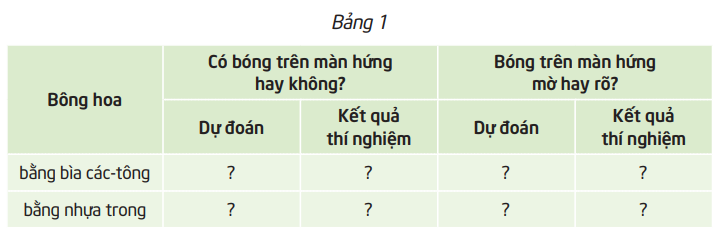 Bảng 1
Bông hoa
Có bóng trên màn hứng
hay không?
Bóng trên màn hứng
mờ hay rõ?
Dự đoán
Kết quả
thí nghiệm
Dự đoán
Kết quả
thí nghiệm
bằng bìa các-tông ? ? ? ?
bằng nhựa trong ? ? ? ?